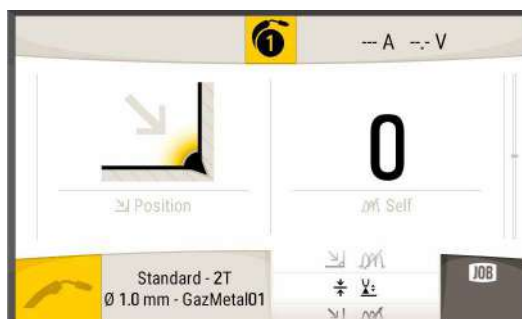 1
--- A --.- V
Position
0
Self
Standard - 2T
Ø 1.0 mm - GazMetal01
JOB